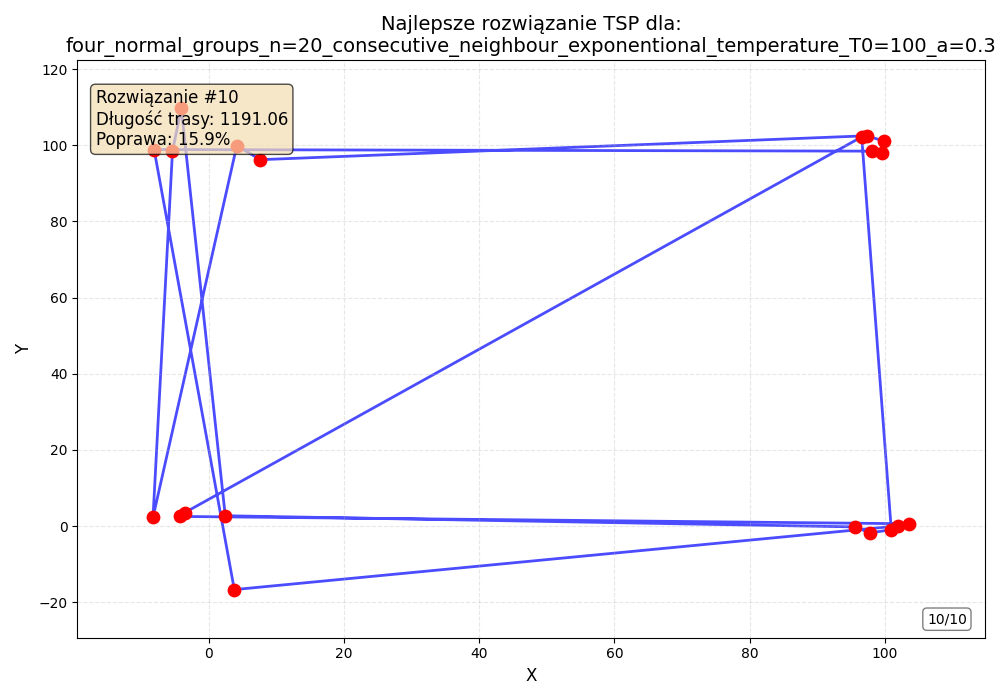 Najlepsze rozwiązanie TSP dla:
four_normal_groups_n=20_consecutive_neighbour_exponentional_temperature_T0=100_a=0.3
Rozwiązanie #10
Długość trasy: 1191.06
Poprawa: 15.9%
120
100
80
60
40
20
0
−20
Y
0
20
40
60
80
100
X
10/10